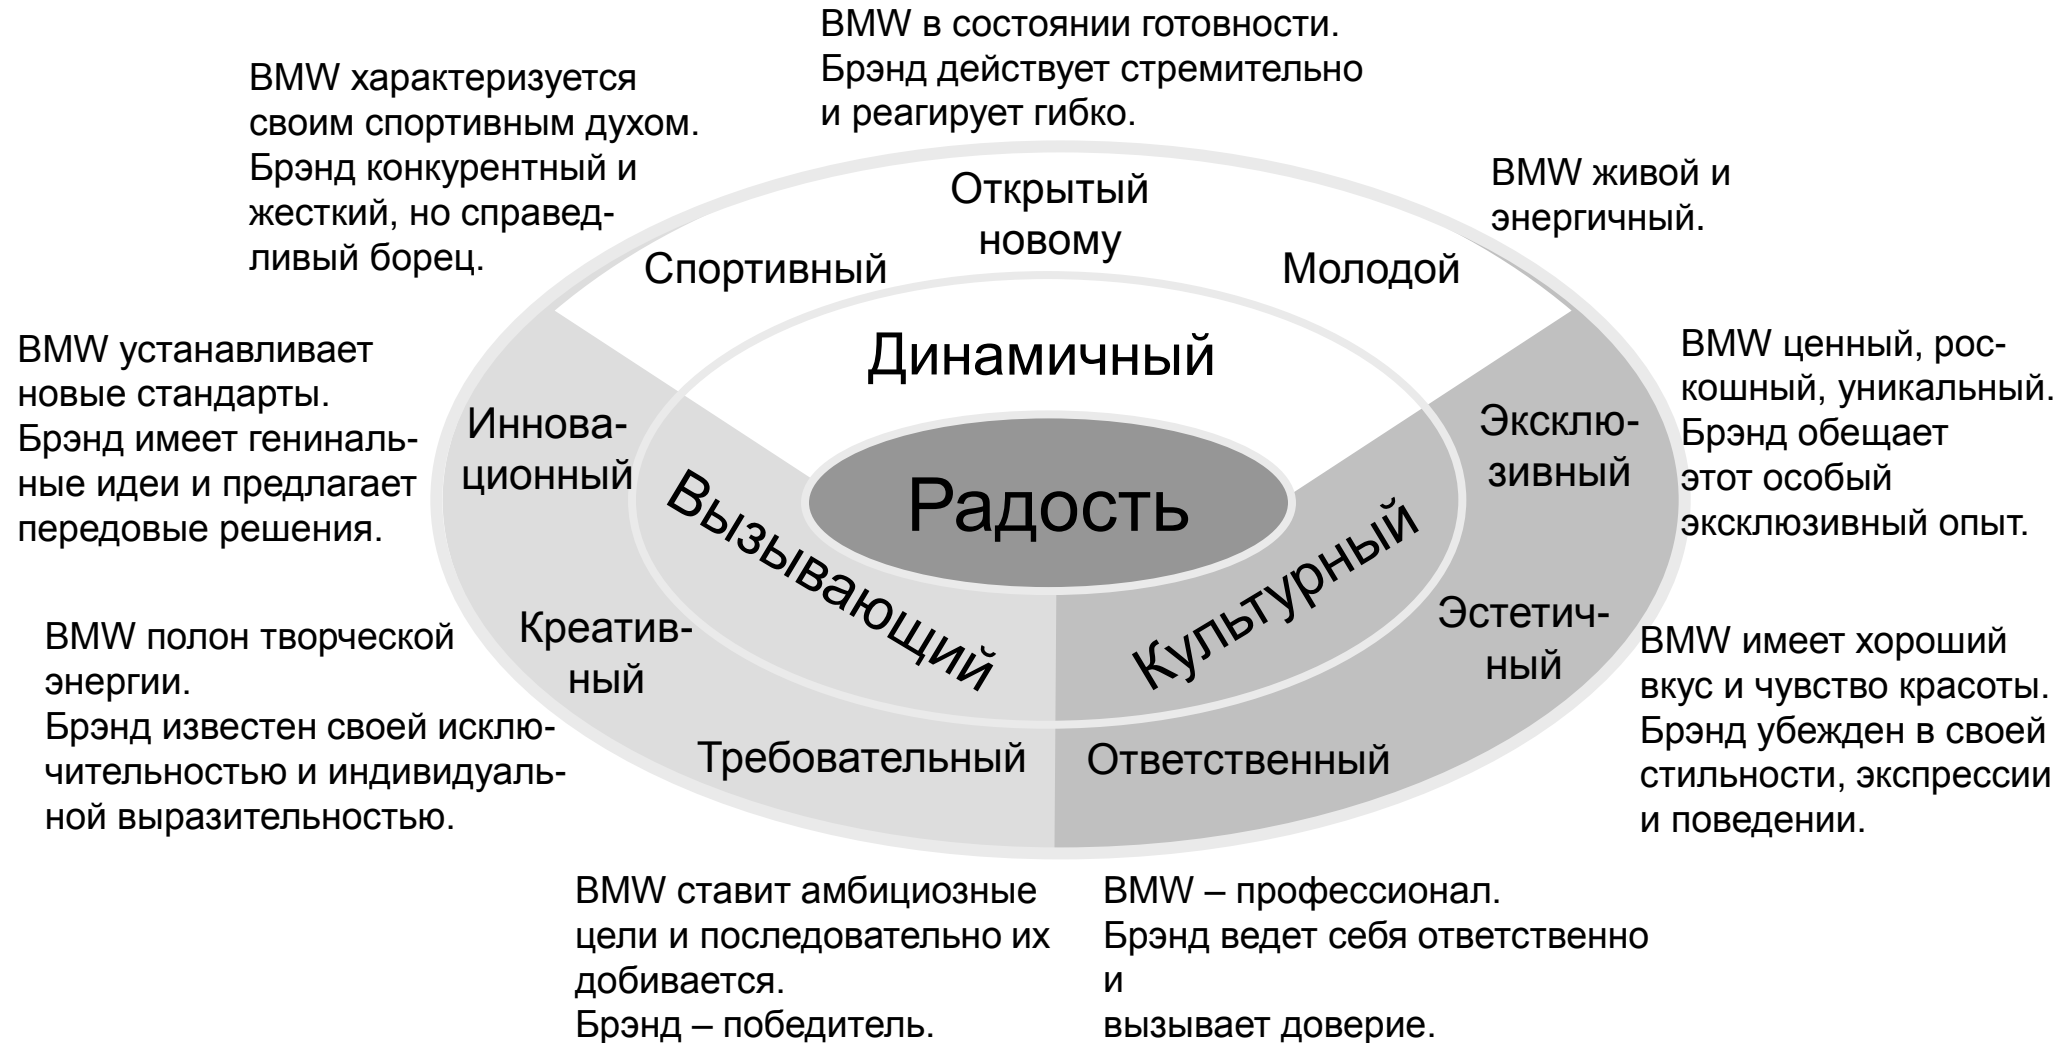 BMW в состоянии готовности.
Брэнд действует стремительно
и реагирует гибко.
BMW характеризуется
своим спортивным духом.
Брэнд конкурентный и
жесткий, но справед-
ливый борец.
BMW живой и
энергичный.
Открытый
новому
Спортивный
Молодой
Динамичный
BMW устанавливает
новые стандарты.
Брэнд имеет гениналь-
ные идеи и предлагает
передовые решения.
Иннова-
ционный
Вызывающий
Радость
Культурный
Эксклю-
зивный
BMW ценный, рос-
кошный, уникальный.
Брэнд обещает
этот особый
эксклюзивный опыт.
BMW полон творческой
энергии.
Брэнд известен своей исклю-
чительностью и индивидуаль-
ной выразительностью.
Креатив-
ный
Эстетич-
ный
BMW имеет хороший
вкус и чувство красоты.
Брэнд убежден в своей
стильности, экспрессии
и поведении.
Требовательный
Ответственный
BMW ставит амбициозные
цели и последовательно их
добивается.
Брэнд – победитель.
BMW – профессионал.
Брэнд ведет себя ответственно
и
вызывает доверие.